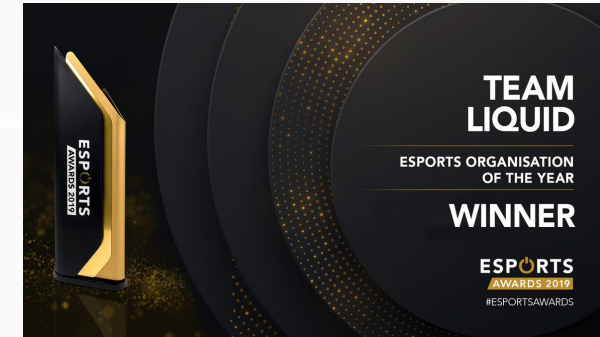 ESPORTS
AWARDS 2019
TEAM
LIQUID
ESPORTS ORGANISATION
OF THE YEAR
WINNER
ESPORTS
AWARDS 2019
#ESPORTSAWARDS